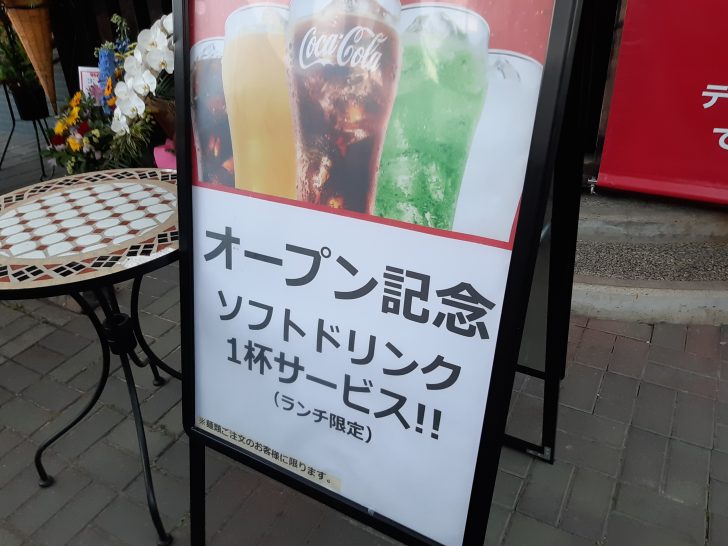 Coca-Cola
オープン記念
ソフトドリンク
1杯サービス!!
(ランチ限定)
※麺類ご注文のお客様に限ります。
テ
て